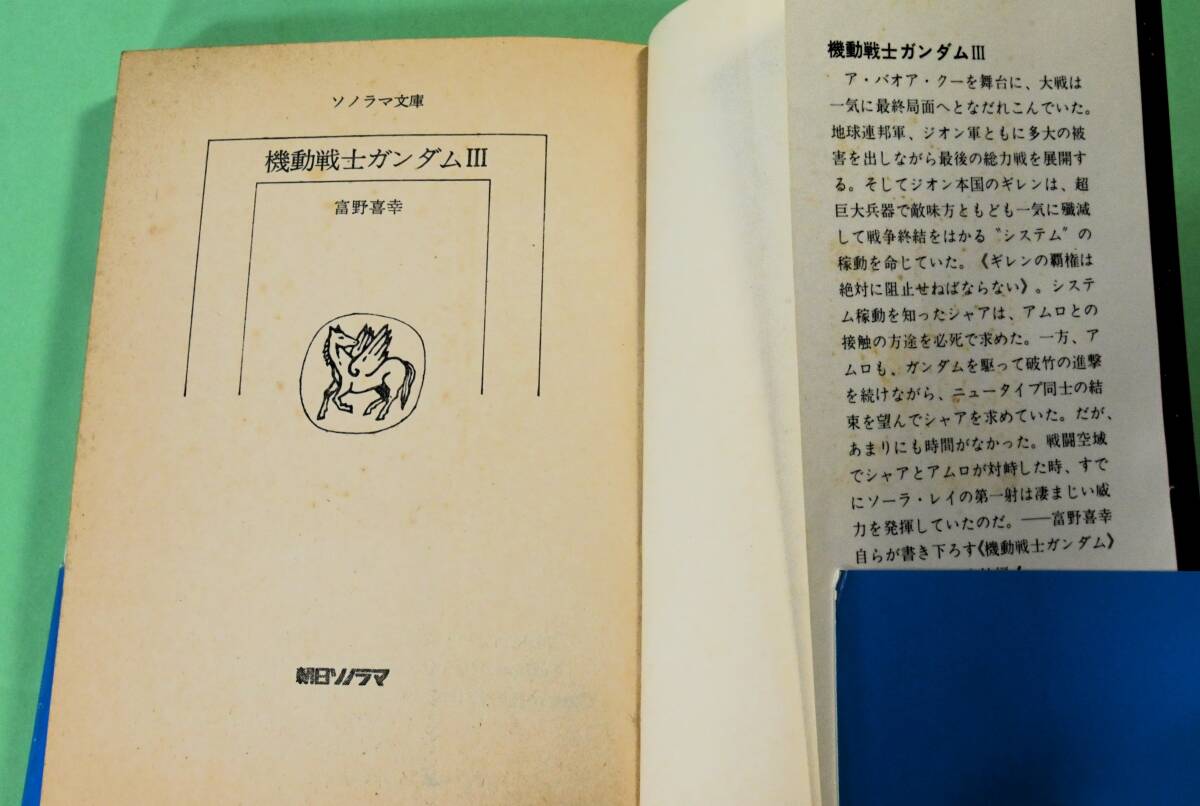 ソノラマ文庫
機動戦士ガンダムIII
富野喜幸
朝日ソノラマ
機動戦士ガンダムIII
ア・バオア・クーを舞台に、大戦は
一気に最終局面へとなだれこんでいた。
地球連邦軍、ジオン軍ともに多大の被
害を出しながら最後の総力戦を展開す
る。そしてジオン本国のギレンは、超
巨大兵器で敵味方ともども一気に殲滅
して戦争終結をはかる〝システム〟の
稼動を命じていた。《ギレンの覇権は
絶対に阻止せねばならない》。システ
ム稼動を知ったシャアは、アムロとの
接触の方途を必死で求めた。一方、ア
ムロも、ガンダムを駆って破竹の進撃
を続けながら、ニュータイプ同士の結
束を望んでシャアを求めていた。だが、
あまりにも時間がなかった。戦闘空域
でシャアとアムロが対峙した時、すで
にソーラ・レイの第一射は凄まじい威
力を発揮していたのだ。――富野喜幸
自らが書き下ろす《機動戦士ガンダム》